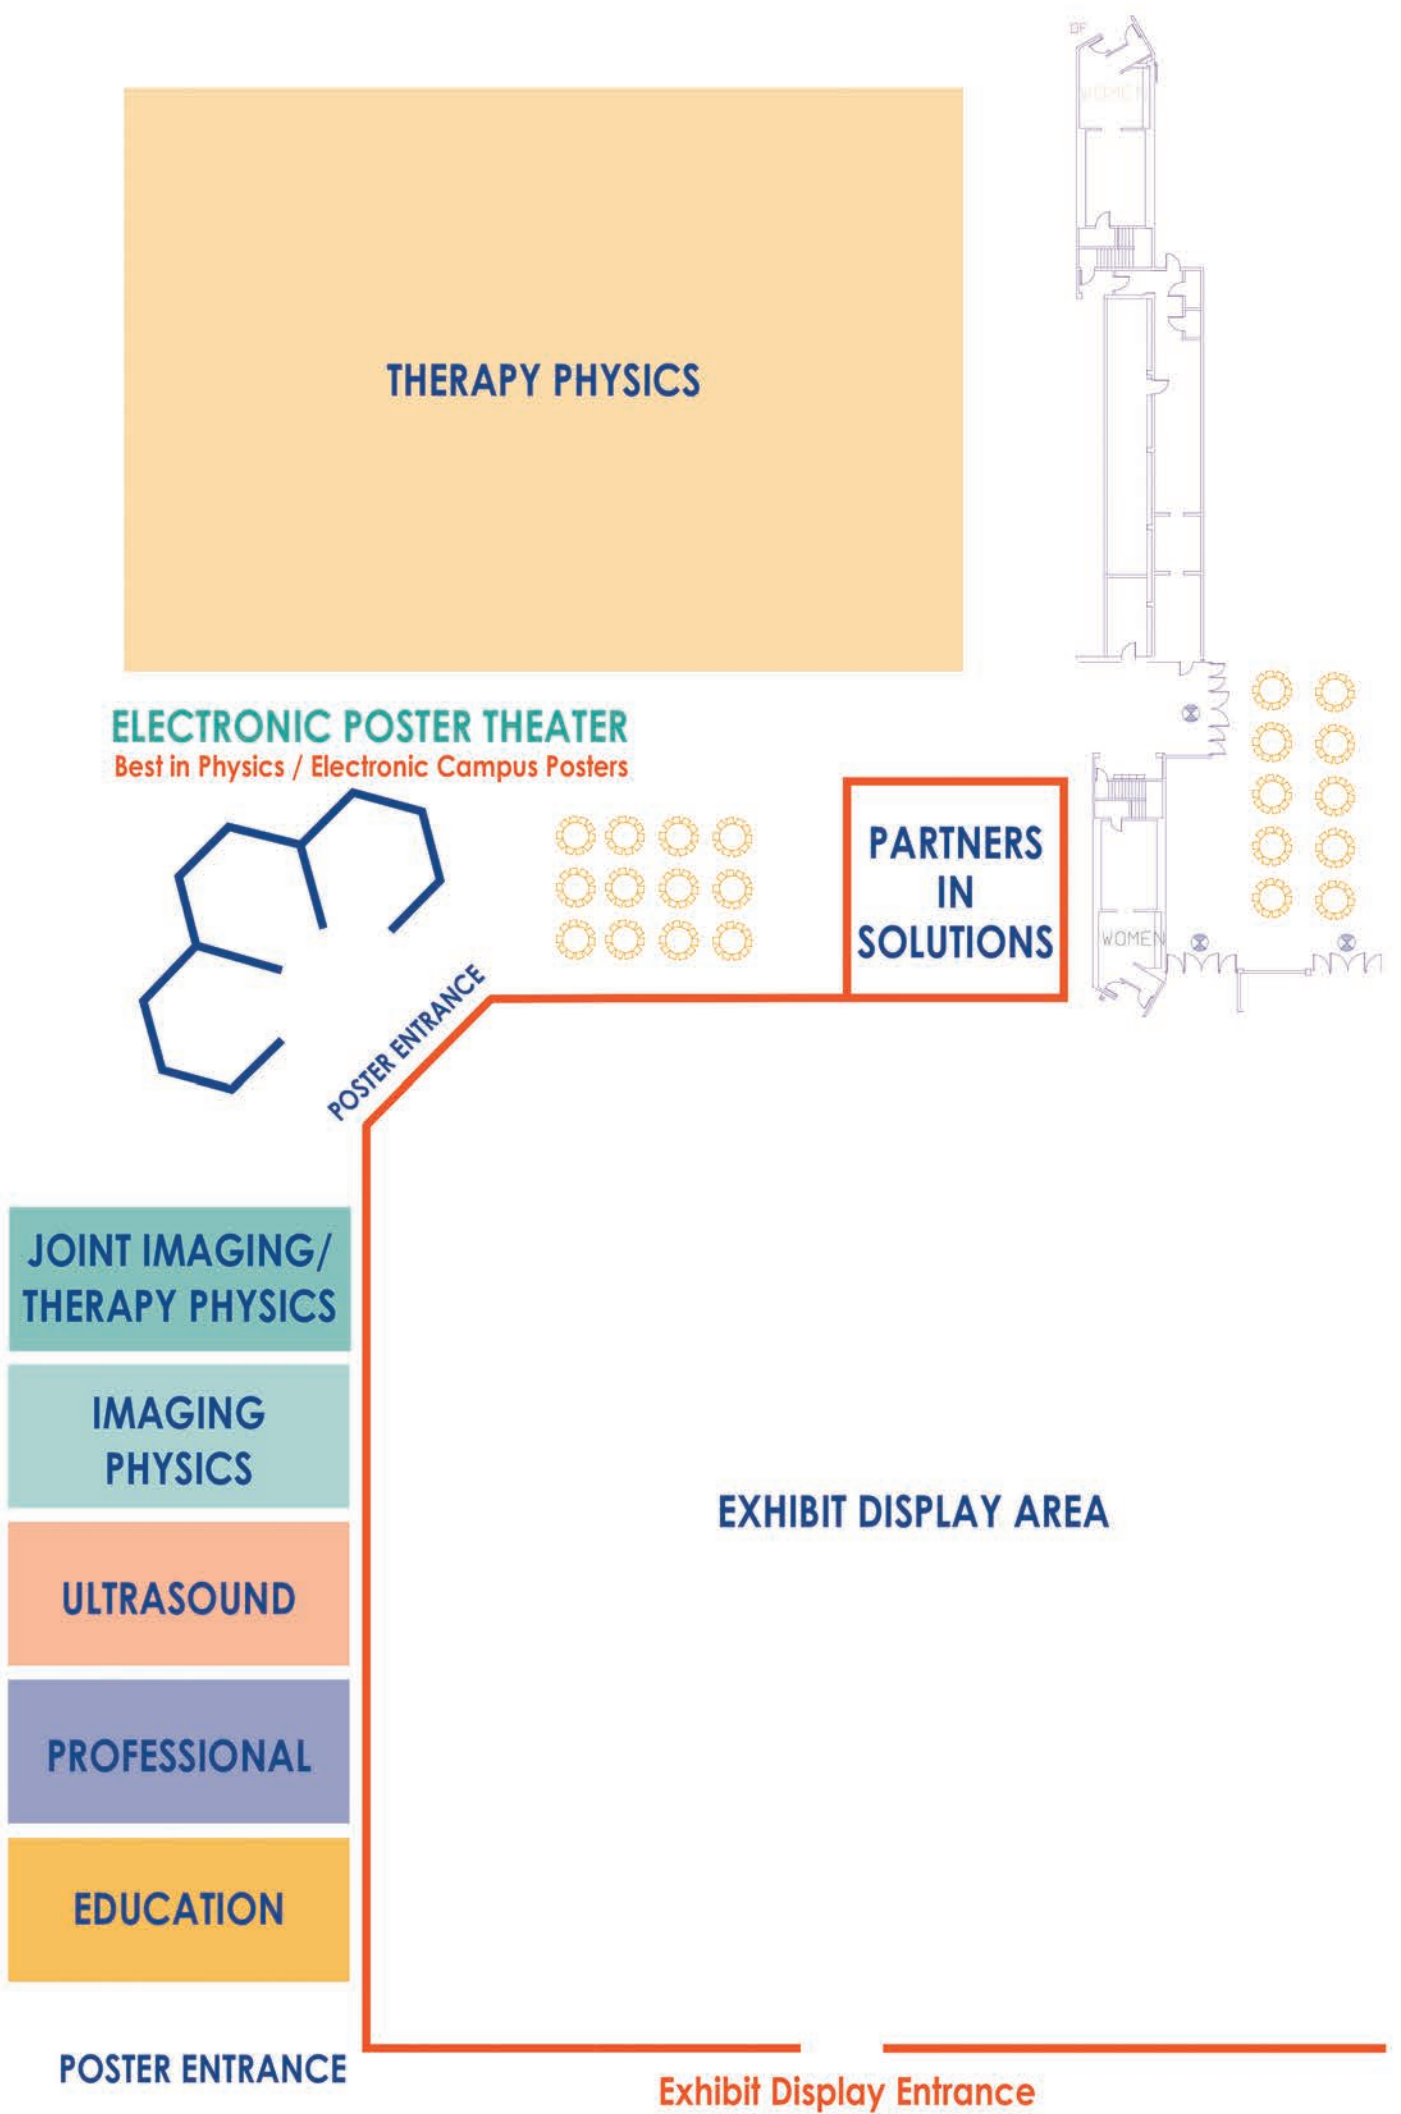 WOMEN
THERAPY PHYSICS
ELECTRONIC POSTER THEATER
Best in Physics / Electronic Campus Posters
PARTNERS
IN
SOLUTIONS
WOMEN
POSTER ENTRANCE
JOINT IMAGING/
THERAPY PHYSICS
IMAGING
PHYSICS
ULTRASOUND
PROFESSIONAL
EDUCATION
EXHIBIT DISPLAY AREA
POSTER ENTRANCE
Exhibit Display Entrance